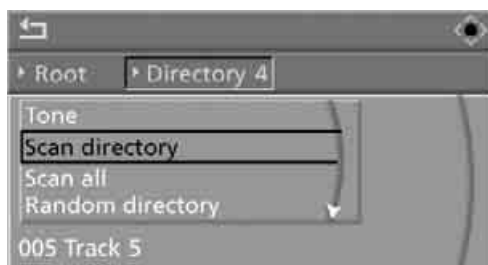 Root Directory 4
Tone
Scan directory
Scan all
Random directory
005 Track 5